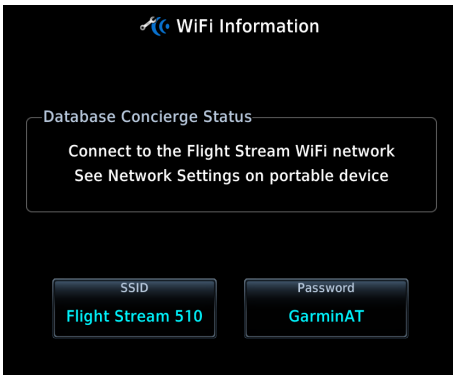 WiFi Information
Database Concierge Status
Connect to the Flight Stream WiFi network
See Network Settings on portable device
SSID
Flight Stream 510
Password
GarminAT